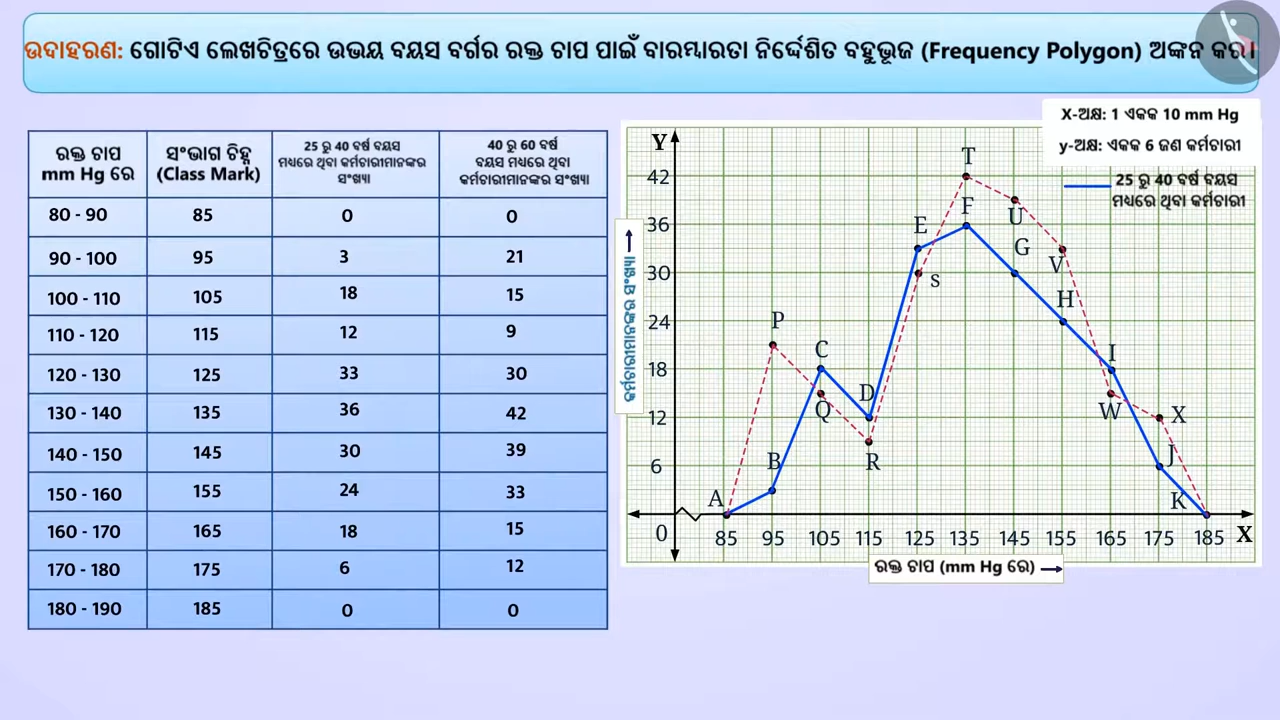 ଉଦାହରଣ: ଗୋଟିଏ ଲେଖଚିତ୍ରରେ ଉଭୟ ବୟସ ବର୍ଗର ରକ୍ତ ଚାପ ପାଇଁ ବାରମ୍ବାରତା ନିର୍ଦ୍ଦେଶିତ ବହୁଭୂଜ (Frequency Polygon) ଅଙ୍କନ କର।
ରକ୍ତ ଚାପ
mm Hg ରେ
ସଂଭାଗ ଚିହ୍ନ
(Class Mark)
25 ରୁ 40 ବର୍ଷ ବୟସ
ମଧ୍ୟରେ ଥିବା କର୍ମଚାରୀମାନଙ୍କର
ସଂଖ୍ୟା
40 ରୁ 60 ବର୍ଷ
ବୟସ ମଧ୍ୟରେ ଥିବା
କର୍ମଚାରୀମାନଙ୍କର ସଂଖ୍ୟା
80 - 90 85 0 0
90 - 100 95 3 21
100 - 110 105 18 15
110 - 120 115 12 9
120 - 130 125 33 30
130 - 140 135 36 42
140 - 150 145 30 39
150 - 160 155 24 33
160 - 170 165 18 15
170 - 180 175 6 12
180 - 190 185 0 0
X-ଅକ୍ଷ: 1 ଏକକ 10 mm Hg
y-ଅକ୍ଷ: ଏକକ 6 ଜଣ କର୍ମଚାରୀ
25 ରୁ 40 ବର୍ଷ ବୟସ
ମଧ୍ୟରେ ଥିବା କର୍ମଚାରୀ
Y
42
36
30
24
18
12
6
0
କର୍ମଚାରୀମାନଙ୍କର ସଂଖ୍ୟା
T
F
E
U
G
V
s
H
P
C
I
D
Q
W
X
R
B
J
A
K
85 95 105 115 125 135 145 155 165 175 185 X
ରକ୍ତ ଚାପ (mm Hg ରେ)